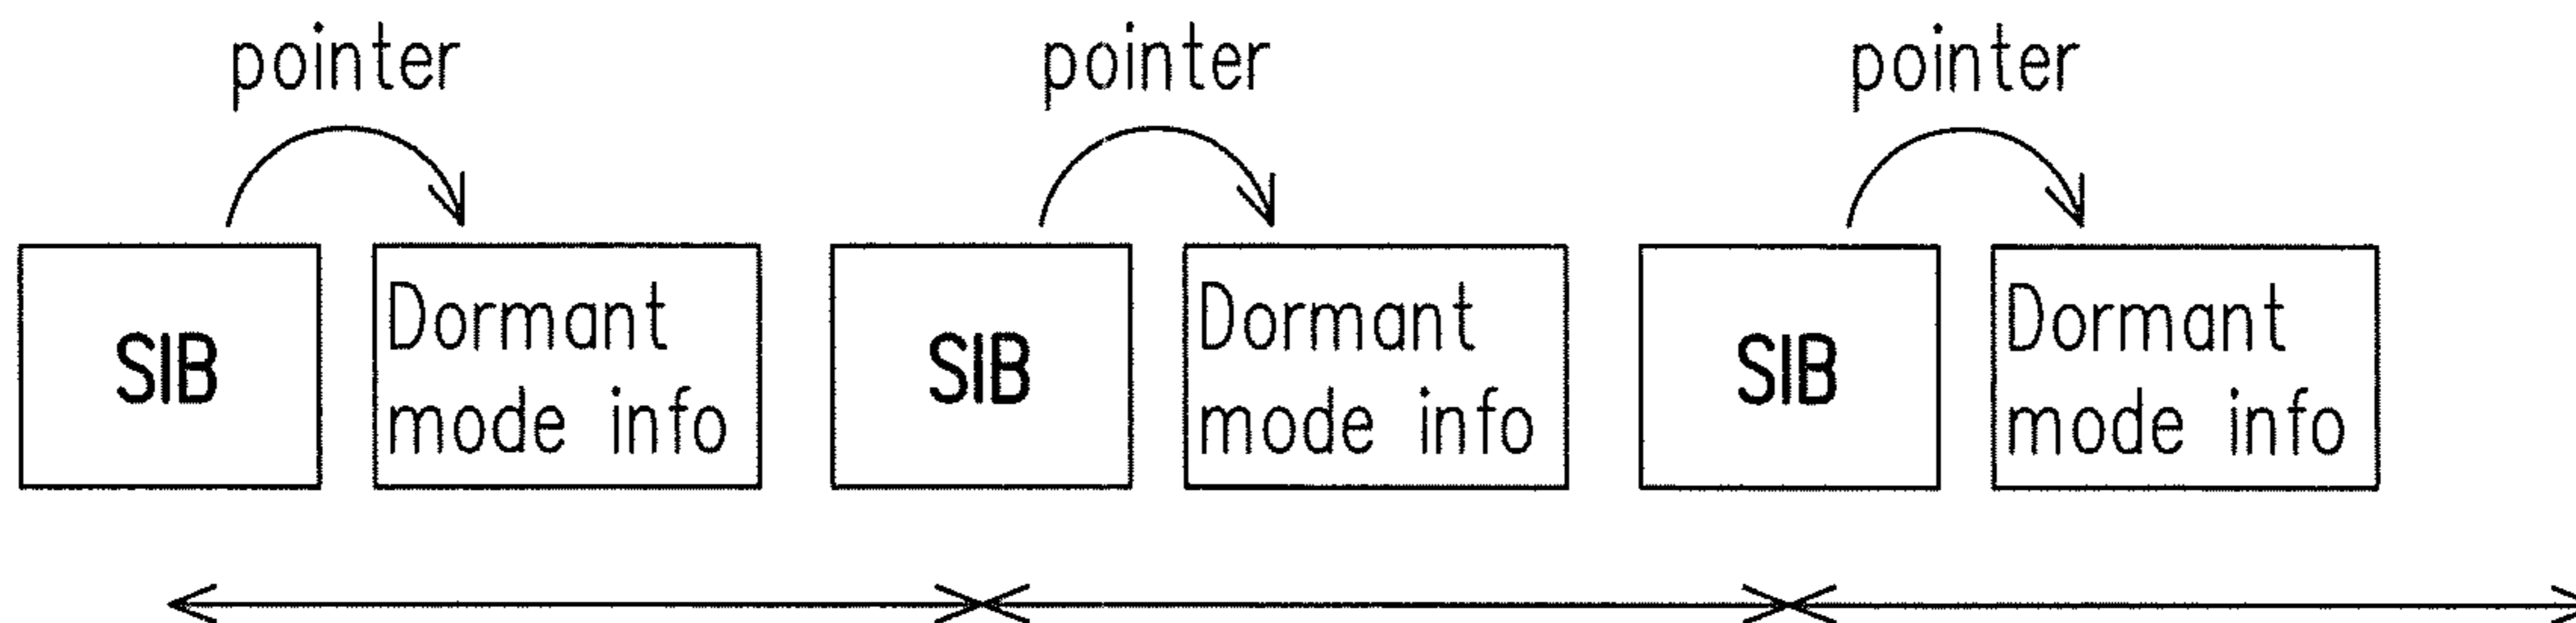 pointer pointer pointer
SIB Dormant mode info SIB Dormant mode info SIB Dormant mode info